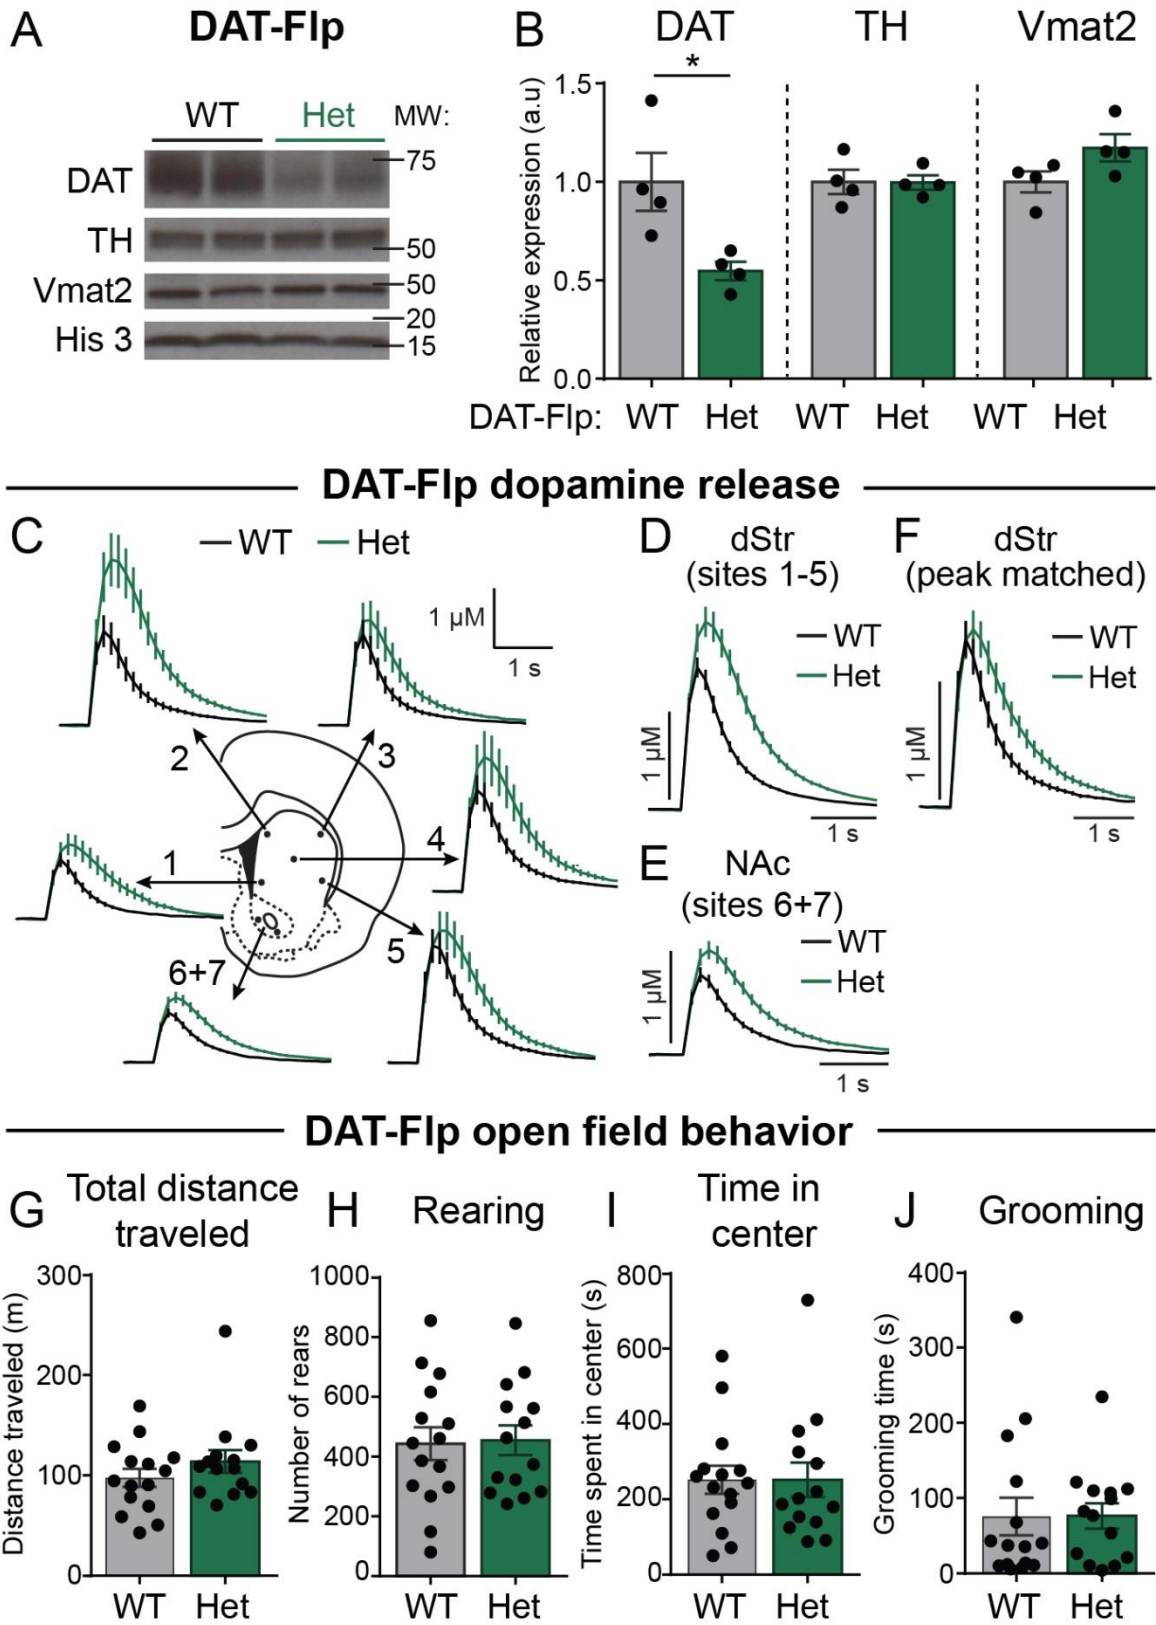 A
DAT-Flp
WT
Het
MW:
DAT
75
TH
50
Vmat2
50
20
His 3
15
B
DAT
TH
Vmat2
*
Relative expression (a.u)
1.5
1.0
0.5
0.0
DAT-Flp: WT Het WT Het WT Het
DAT-Flp dopamine release
C
WT
Het
1 µM
1 s
2
3
1
4
6+7
5
D
dStr
(sites 1-5)
WT
Het
1 µM
1 s
F
dStr
(peak matched)
WT
Het
1 µM
1 s
E
NAc
(sites 6+7)
WT
Het
1 µM
1 s
DAT-Flp open field behavior
G
Total distance
traveled
Distance traveled (m)
300
200
100
0
WT Het
H
Rearing
Number of rears
1000
800
600
400
200
0
WT Het
I
Time in
center
Time spent in center (s)
800
600
400
200
0
WT Het
J
Grooming
Grooming time (s)
400
300
200
100
0
WT Het